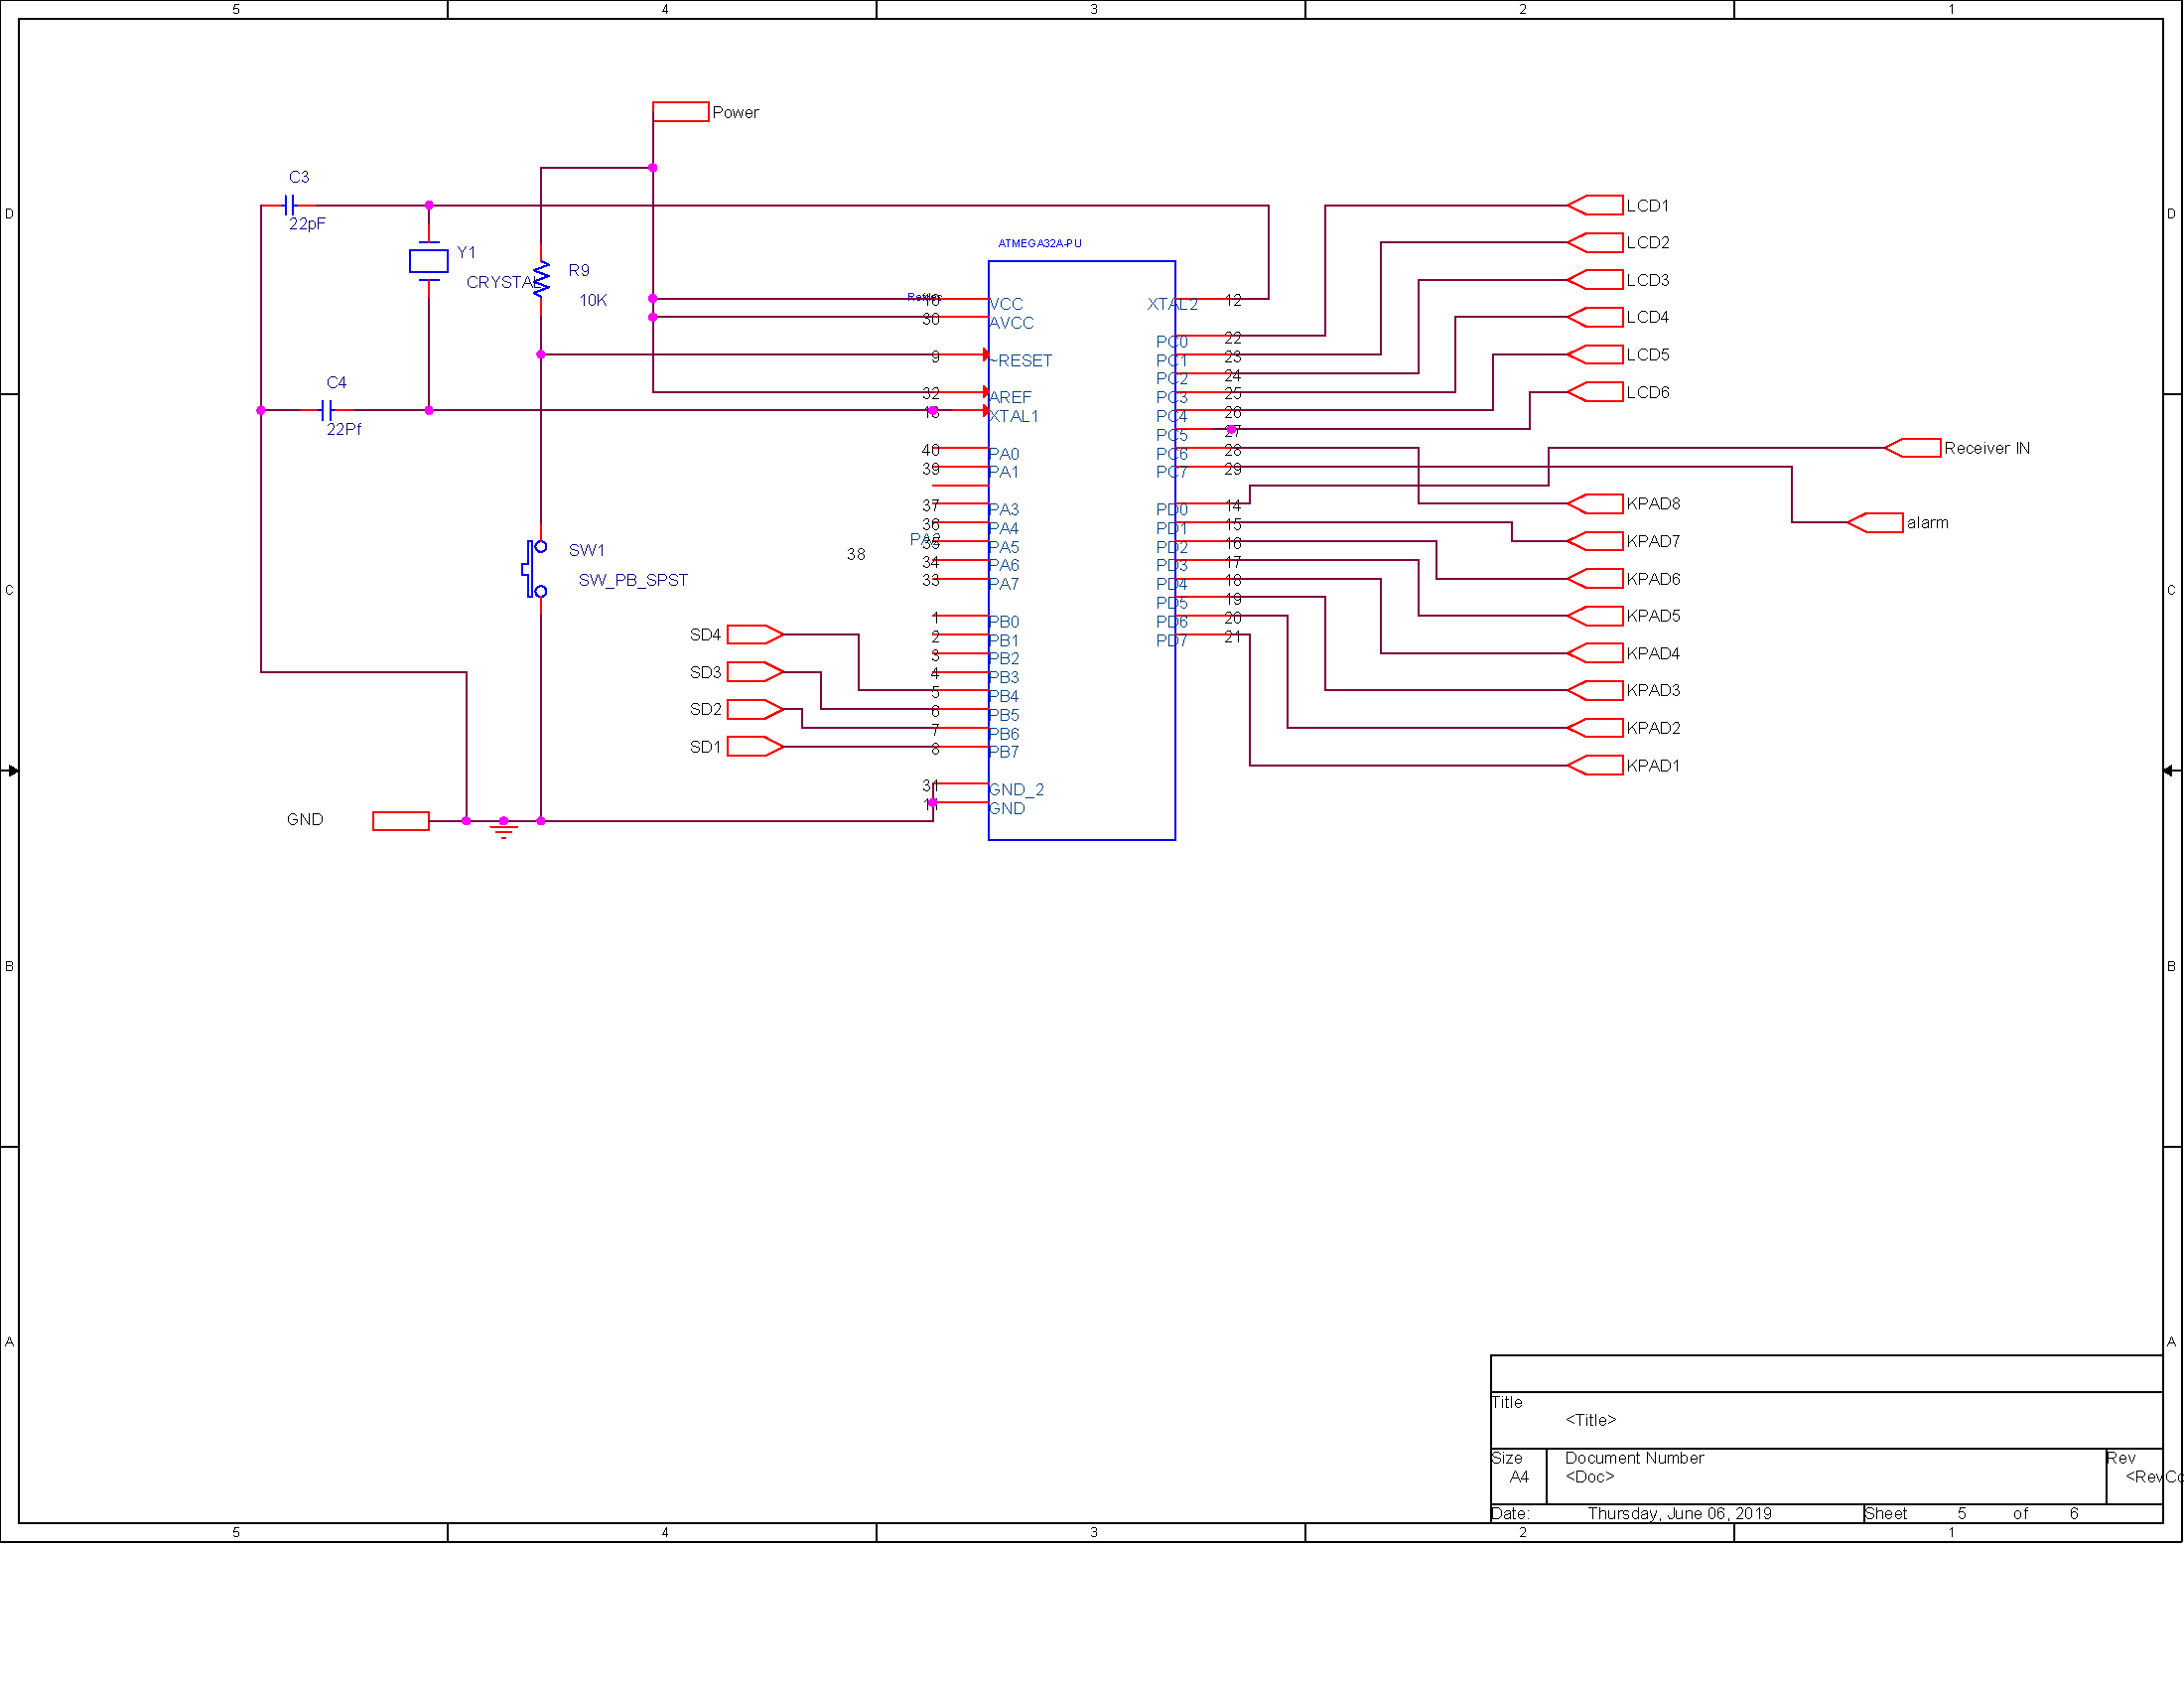 5 4 3 2 1
Power
C3
22pF
D D
LCD1
LCD2
LCD3
LCD4
LCD5
LCD6
Y1
CRYSTAL
R9
10K
ATMEGA32A-PU
10 VCC
30 AVCC
9 ~RESET
32 AREF
13 XTAL1
C4
22Pf
40 PA0
39 PA1
37 PA3
36 PA4
35 PA5
34 PA6
33 PA7
38
1 PB0
2 PB1
3 PB2
4 PB3
5 PB4
6 PB5
7 PB6
8 PB7
31 GND_2
11 GND
XTAL2 12
PC0 22
PC1 23
PC2 24
PC3 25
PC4 26
PC5 27
PC6 28
PC7 29
PD0 14
PD1 15
PD2 16
PD3 17
PD4 18
PD5 19
PD6 20
PD7 21
Receiver IN
alarm
KPAD8
KPAD7
KPAD6
KPAD5
KPAD4
KPAD3
KPAD2
KPAD1
C C
SW1
SW_PB_SPST
SD4
SD3
SD2
SD1
GND
B B
A A
Title
<Title>
Size
A4
Document Number
<Doc>
Rev
Date:
Thursday, June 06, 2019
Sheet 5 of 6
5 4 3 2 1